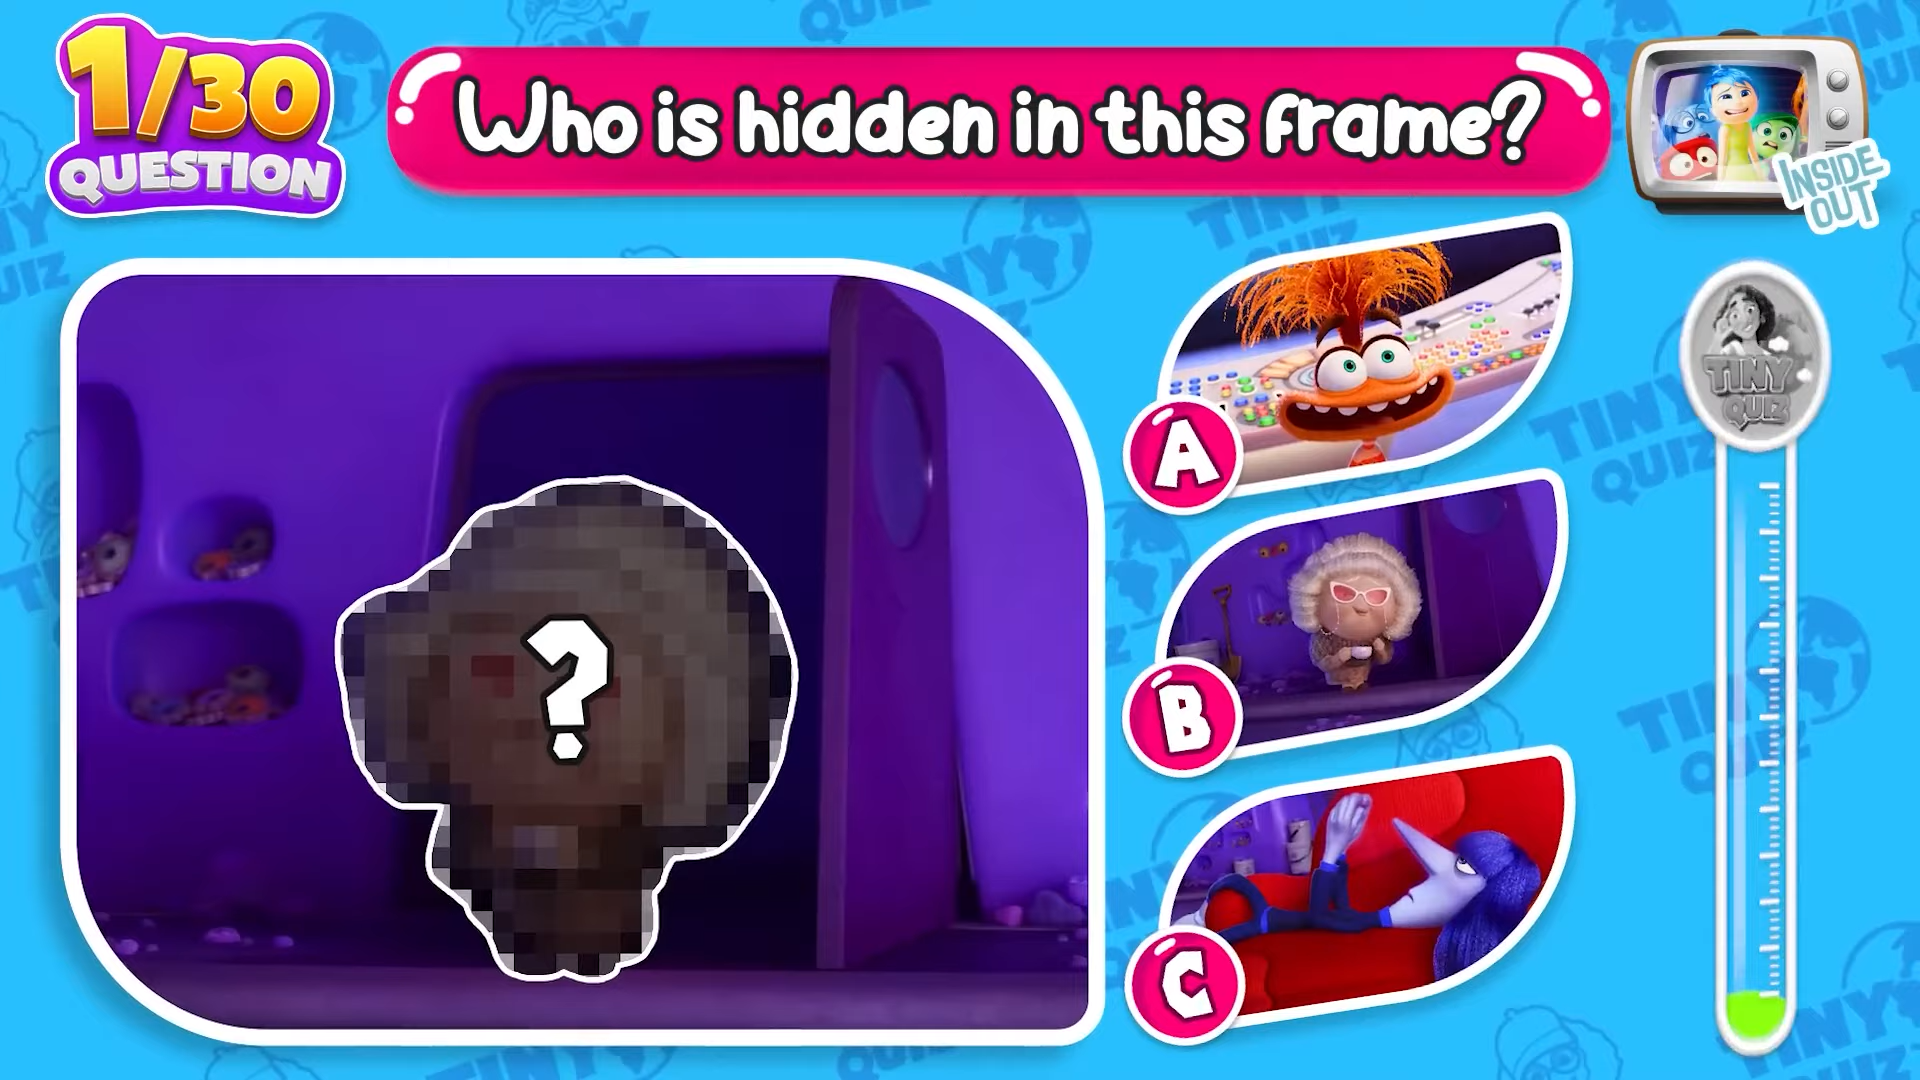 1/30
QUESTION
Who is hidden in this frame?
INSIDE
OUT
A
B
C
?
TINY
QUIZ